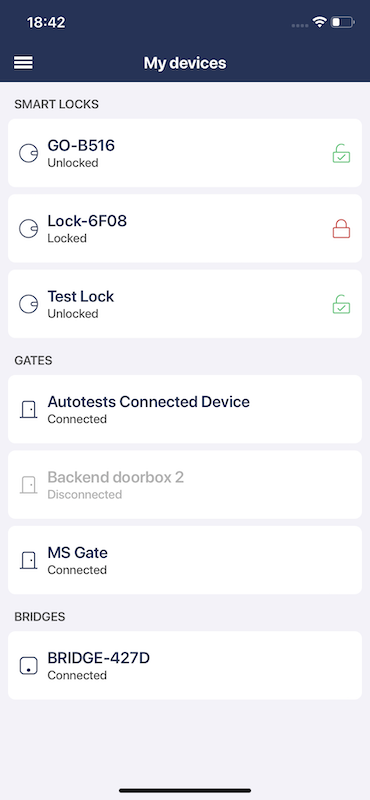 18:42
My devices
SMART LOCKS
GO-B516
Unlocked
Lock-6F08
Locked
Test Lock
Unlocked
GATES
Autotests Connected Device
Connected
Backend doorbox 2
Disconnected
MS Gate
Connected
BRIDGES
BRIDGE-427D
Connected